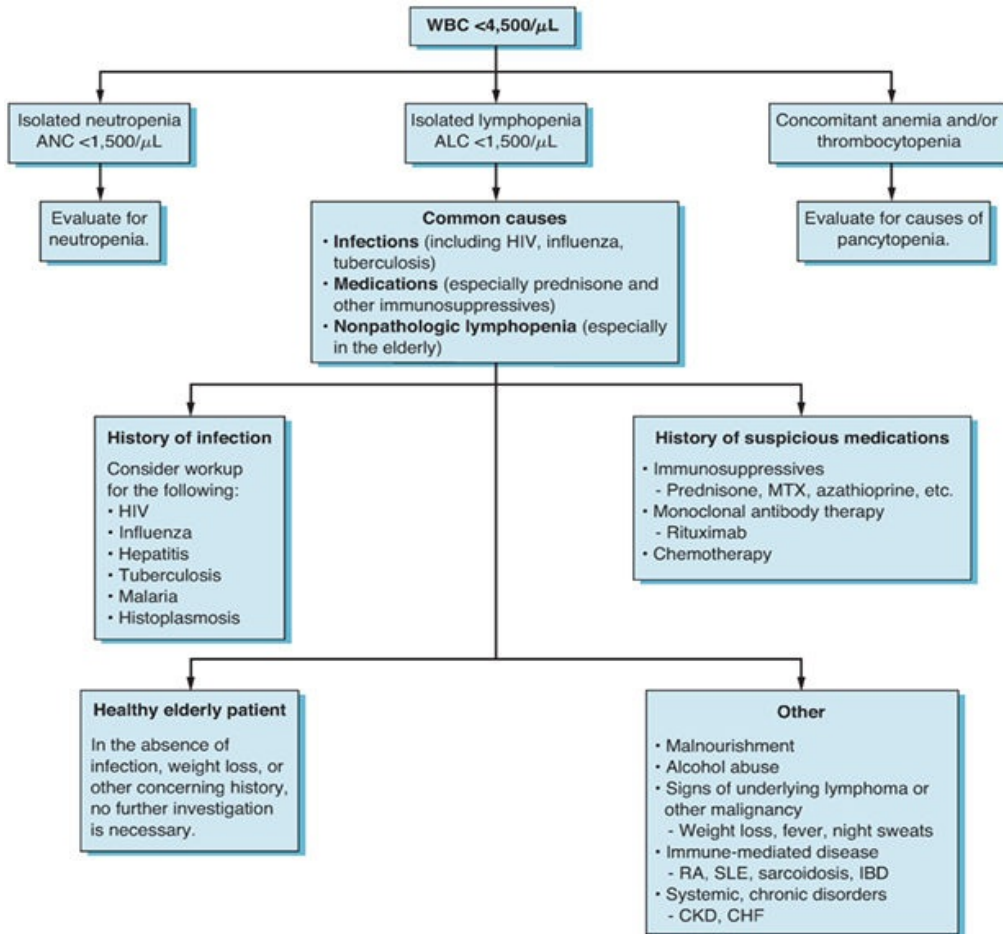 WBC <4,500/μL
Isolated neutropenia
ANC <1,500/μL
Isolated lymphopenia
ALC <1,500/μL
Concomitant anemia and/or
thrombocytopenia
Evaluate for
neutropenia.
Common causes
• Infections (including HIV, influenza,
tuberculosis)
• Medications (especially prednisone and
other immunosuppressives)
• Nonpathologic lymphopenia (especially
in the elderly)
Evaluate for causes of
pancytopenia.
History of infection
Consider workup
for the following:
• HIV
• Influenza
• Hepatitis
• Tuberculosis
• Malaria
• Histoplasmosis
History of suspicious medications
• Immunosuppressives
- Prednisone, MTX, azathioprine, etc.
• Monoclonal antibody therapy
- Rituximab
• Chemotherapy
Healthy elderly patient
In the absence of
infection, weight loss, or
other concerning history,
no further investigation
is necessary.
Other
• Malnourishment
• Alcohol abuse
• Signs of underlying lymphoma or
other malignancy
- Weight loss, fever, night sweats
• Immune-mediated disease
- RA, SLE, sarcoidosis, IBD
• Systemic, chronic disorders
- CKD, CHF